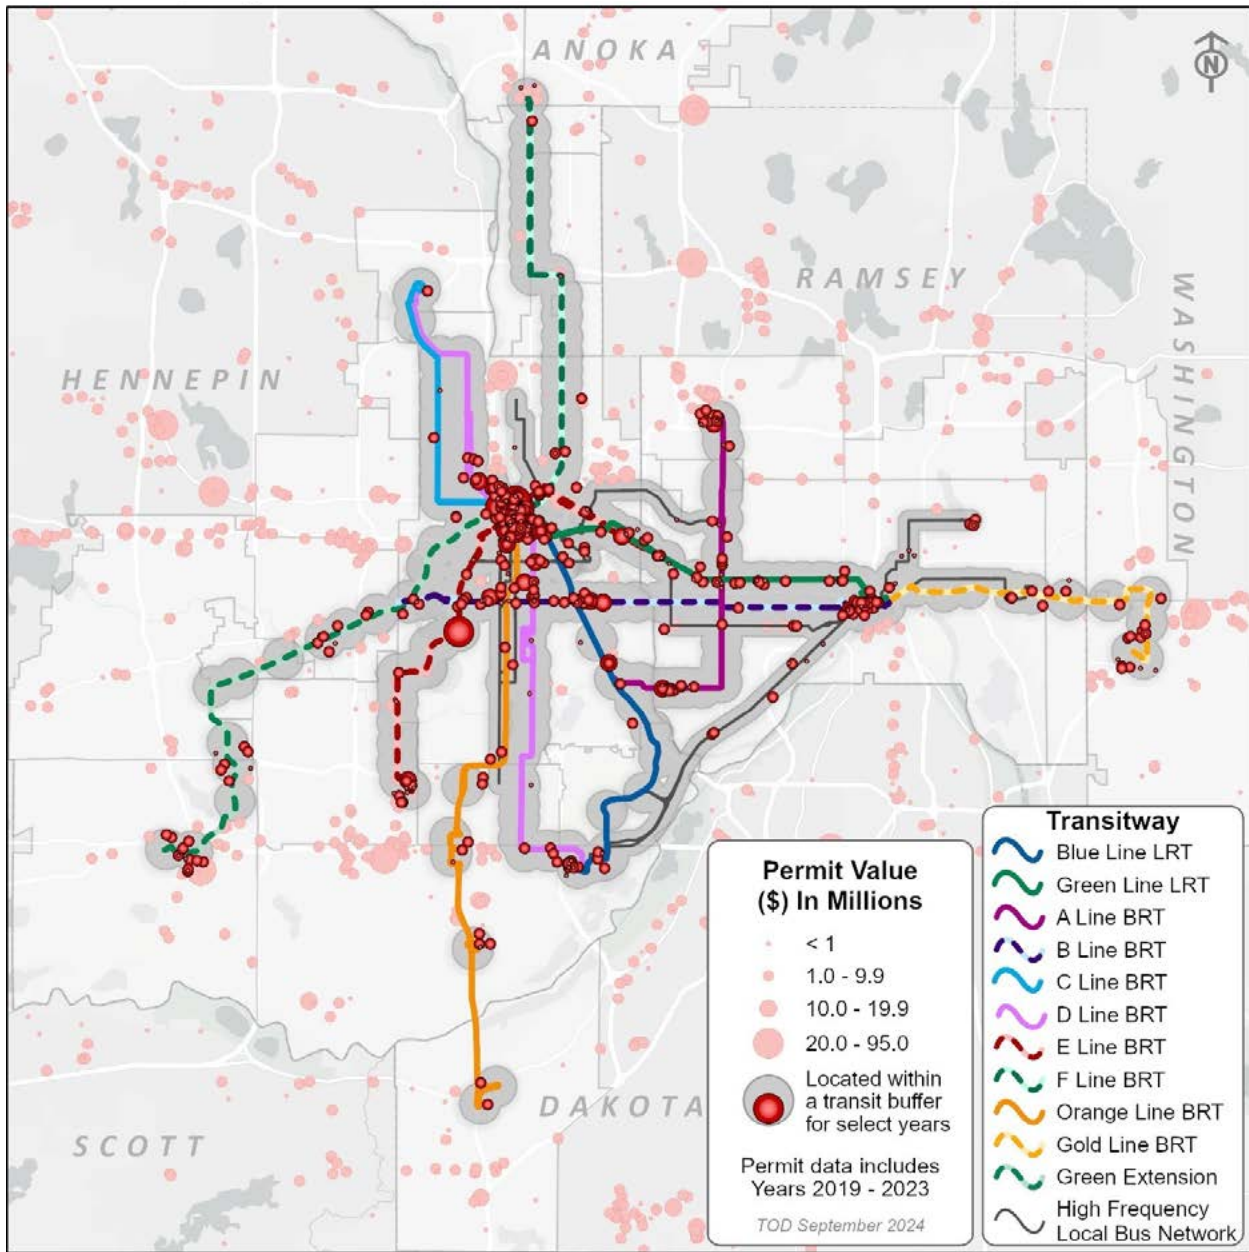 ANOKA
N
RAMSEY
WASHINGTON
HENNEPIN
DAKOTA
SCOTT
Permit Value
($) In Millions
< 1
1.0 - 9.9
10.0 - 19.9
20.0 - 95.0
Located within
a transit buffer
for select years
Permit data includes
Years 2019 - 2023
TOD September 2024
Transitway
Blue Line LRT
Green Line LRT
A Line BRT
B Line BRT
C Line BRT
D Line BRT
E Line BRT
F Line BRT
Orange Line BRT
Gold Line BRT
Green Extension
High Frequency
Local Bus Network